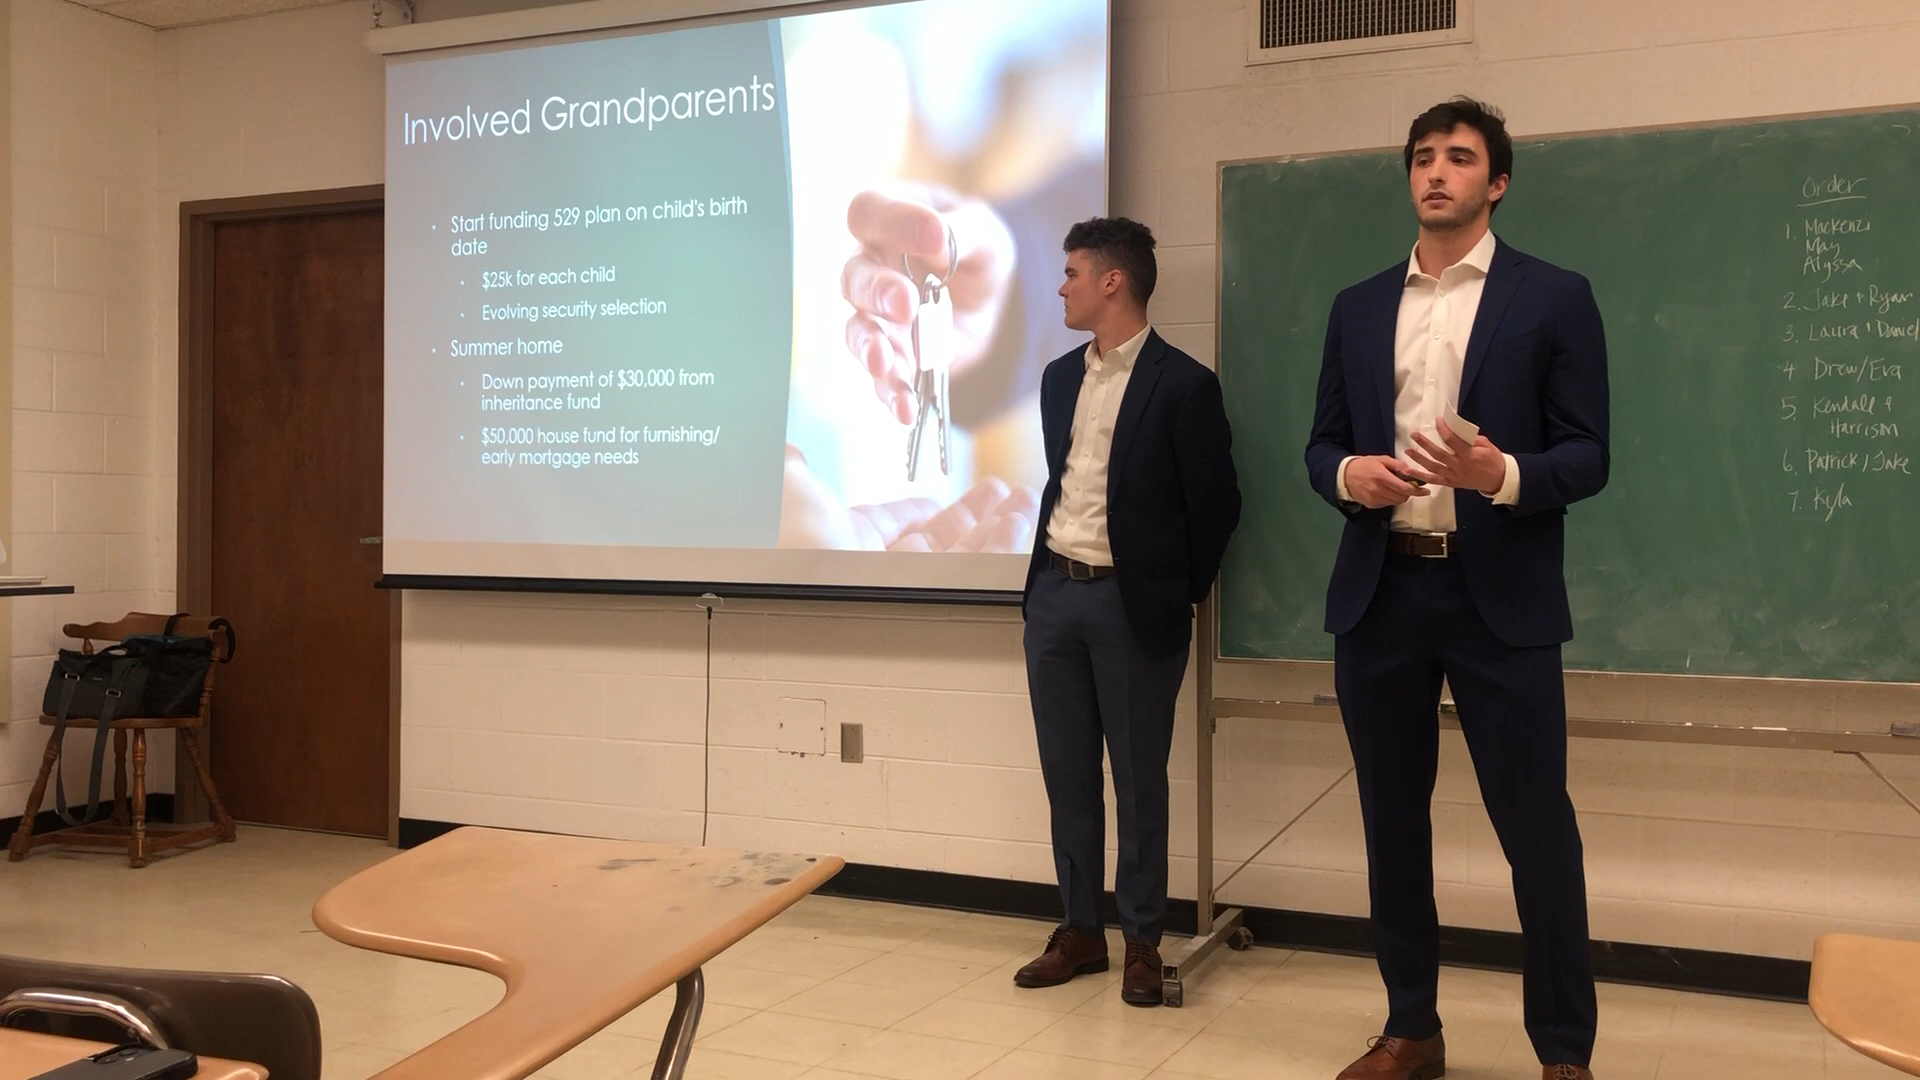 Involved Grandparents
Start funding 529 plan on child's birth
date
$25k for each child
Evolving security selection
Summer home
Down payment of $30,000 from
inheritance fund
$50,000 house fund for furnishing/
early mortgage needs
Order
1. Mackenzi
May
Alyssa
2. Jake + Ryan
3. Laura + Daniel
4 Drew/Eva
5. Kendall &
Harrison
6. Patrick / Jake
7. Kyla